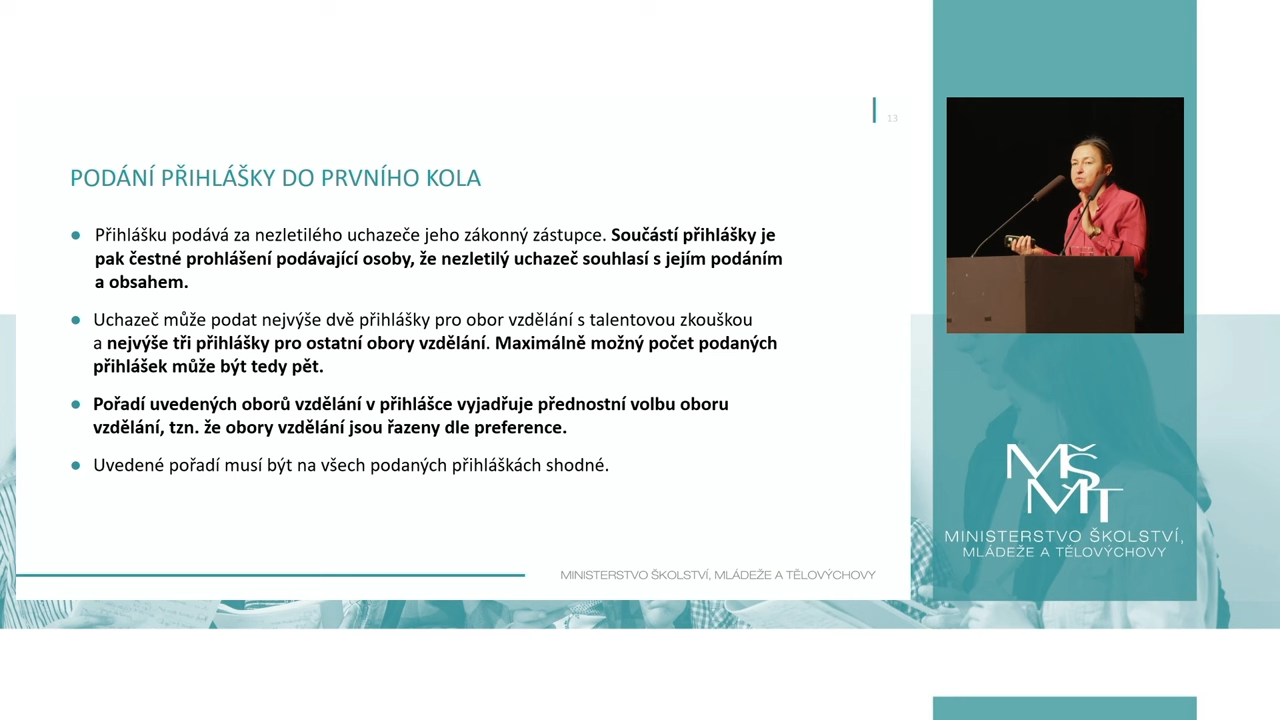 13
PODÁNÍ PŘIHLÁŠKY DO PRVNÍHO KOLA
● Přihlášku podává za nezletilého uchazeče jeho zákonný zástupce. Součástí přihlášky je
pak čestné prohlášení podávající osoby, že nezletilý uchazeč souhlasí s jejím podáním
a obsahem.
● Uchazeč může podat nejvýše dvě přihlášky pro obor vzdělání s talentovou zkouškou
a nejvýše tři přihlášky pro ostatní obory vzdělání. Maximálně možný počet podaných
přihlášek může být tedy pět.
● Pořadí uvedených oborů vzdělání v přihlášce vyjadřuje přednostní volbu oboru
vzdělání, tzn. že obory vzdělání jsou řazeny dle preference.
● Uvedené pořadí musí být na všech podaných přihláškách shodné.
MINISTERSTVO ŠKOLSTVÍ, MLÁDEŽE A TĚLOVÝCHOVY
MŠ
MT
MINISTERSTVO ŠKOLSTVÍ,
MLÁDEŽE A TĚLOVÝCHOVY